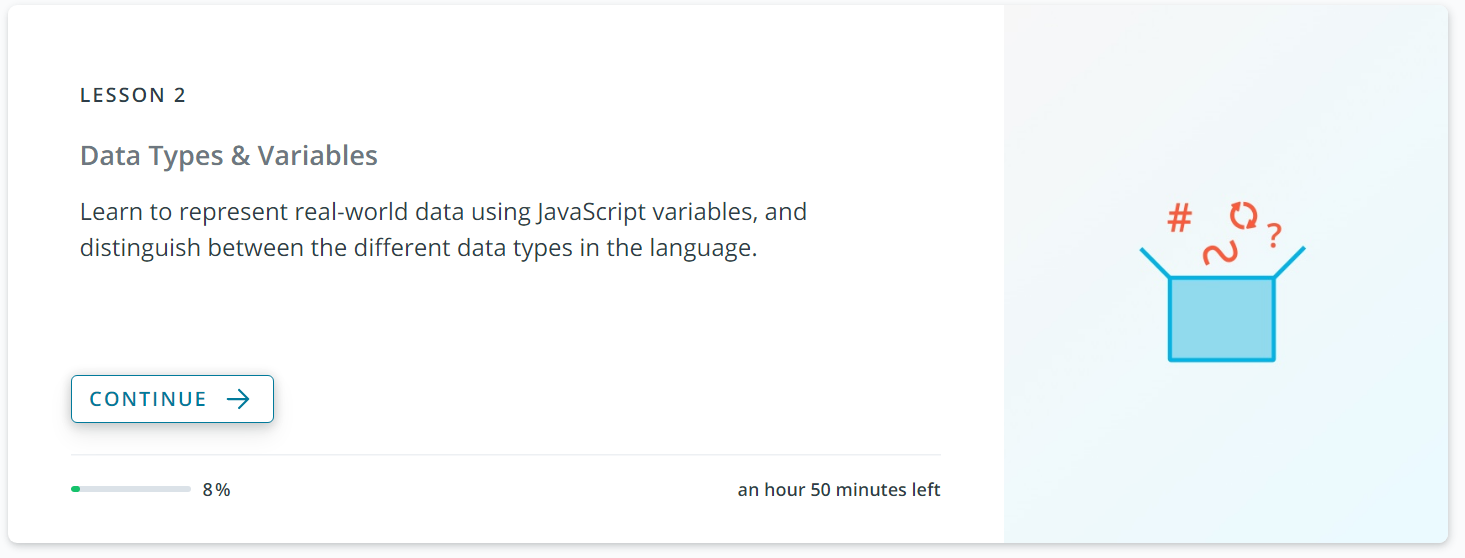 LESSON 2
Data Types & Variables
Learn to represent real-world data using JavaScript variables, and
distinguish between the different data types in the language.
# ?
CONTINUE →
8%
an hour 50 minutes left